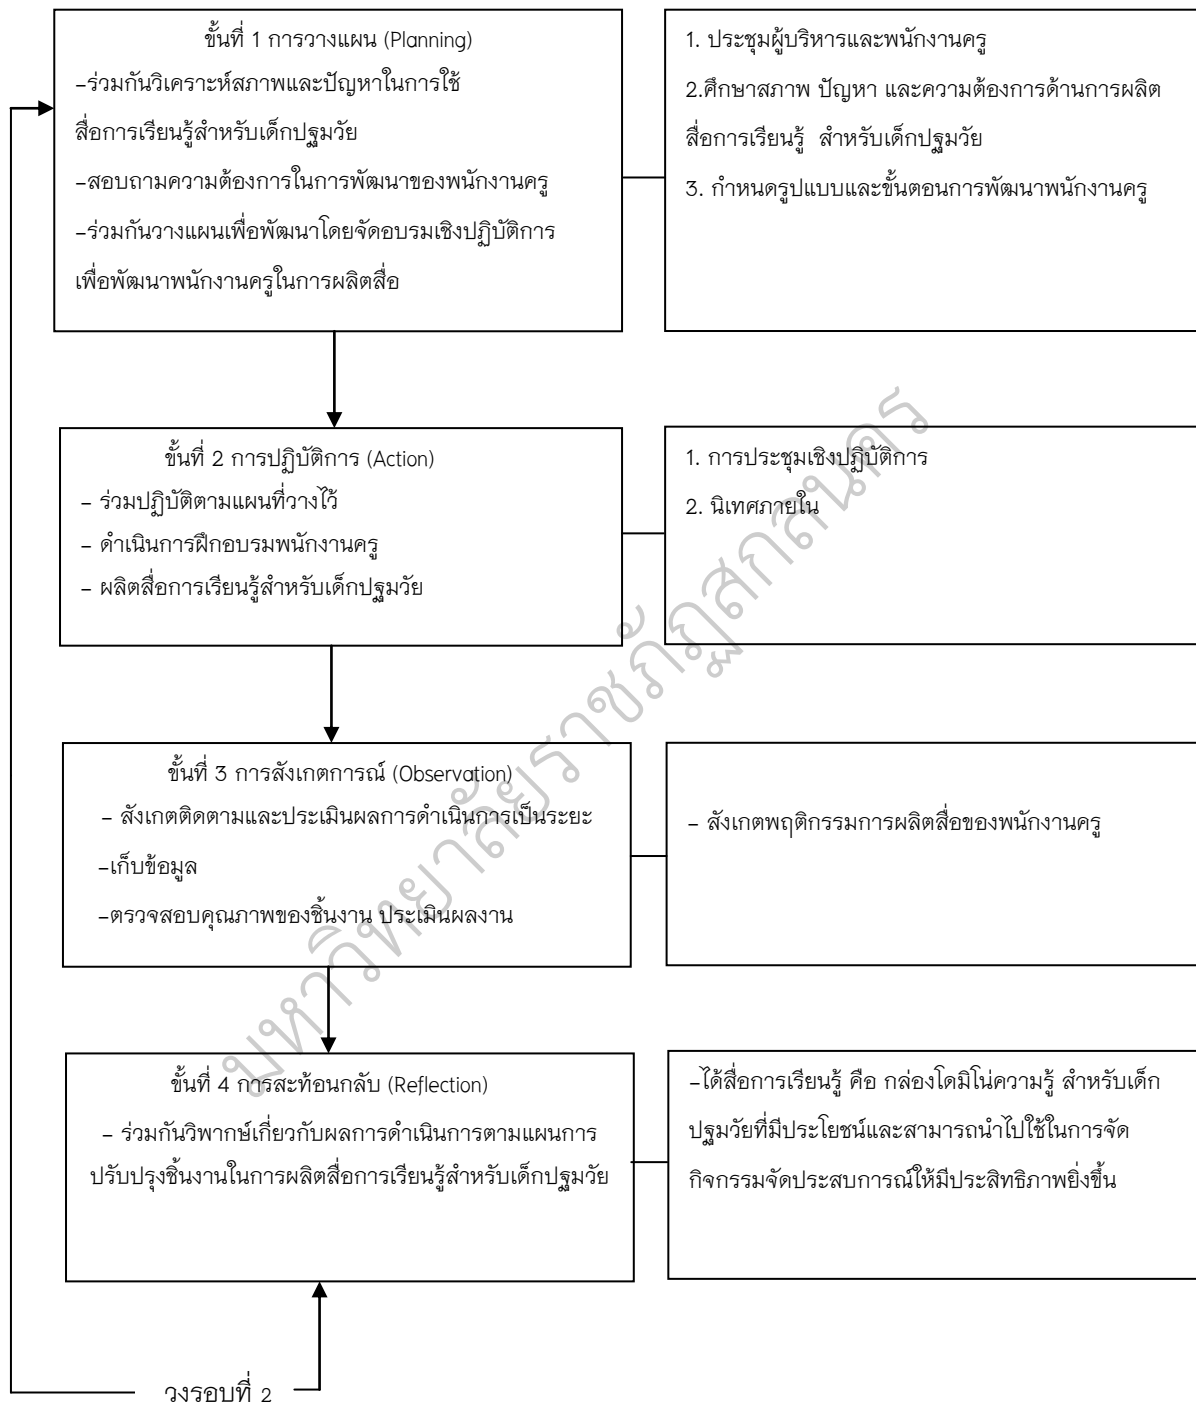 ขั้นที่ 1 การวางแผน (Planning)
–ร่วมกันวิเคราะห์สภาพและปัญหาในการใช้
สื่อการเรียนรู้สำหรับเด็กปฐมวัย
–สอบถามความต้องการในการพัฒนาของพนักงานครู
–ร่วมกันวางแผนเพื่อพัฒนาโดยจัดอบรมเชิงปฏิบัติการ
เพื่อพัฒนาพนักงานครูในการผลิตสื่อ
1. ประชุมผู้บริหารและพนักงานครู
2.ศึกษาสภาพ ปัญหา และความต้องการด้านการผลิต
สื่อการเรียนรู้ สำหรับเด็กปฐมวัย
3. กำหนดรูปแบบและขั้นตอนการพัฒนาพนักงานครู
ขั้นที่ 2 การปฏิบัติการ (Action)
– ร่วมปฏิบัติตามแผนที่วางไว้
– ดำเนินการฝึกอบรมพนักงานครู
– ผลิตสื่อการเรียนรู้สำหรับเด็กปฐมวัย
1. การประชุมเชิงปฏิบัติการ
2. นิเทศภายใน
ขั้นที่ 3 การสังเกตการณ์ (Observation)
– สังเกตติดตามและประเมินผลการดำเนินการเป็นระยะ
–เก็บข้อมูล
–ตรวจสอบคุณภาพของชิ้นงาน ประเมินผลงาน
– สังเกตพฤติกรรมการผลิตสื่อของพนักงานครู
ขั้นที่ 4 การสะท้อนกลับ (Reflection)
– ร่วมกันวิพากษ์เกี่ยวกับผลการดำเนินการตามแผนการ
ปรับปรุงชิ้นงานในการผลิตสื่อการเรียนรู้สำหรับเด็กปฐมวัย
–ได้สื่อการเรียนรู้ คือ กล่องโดมิโน่ความรู้ สำหรับเด็ก
ปฐมวัยที่มีประโยชน์และสามารถนำไปใช้ในการจัด
กิจกรรมจัดประสบการณ์ให้มีประสิทธิภาพยิ่งขึ้น
วงรอบที่ 2
มหาวิทยาลัยราชภัฏสกลนคร